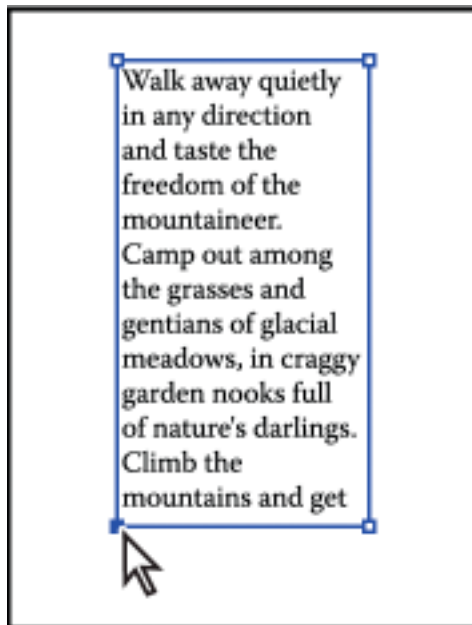 Walk away quietly
in any direction
and taste the
freedom of the
mountaineer.
Camp out among
the grasses and
gentians of glacial
meadows, in craggy
garden nooks full
of nature's darlings.
Climb the
mountains and get